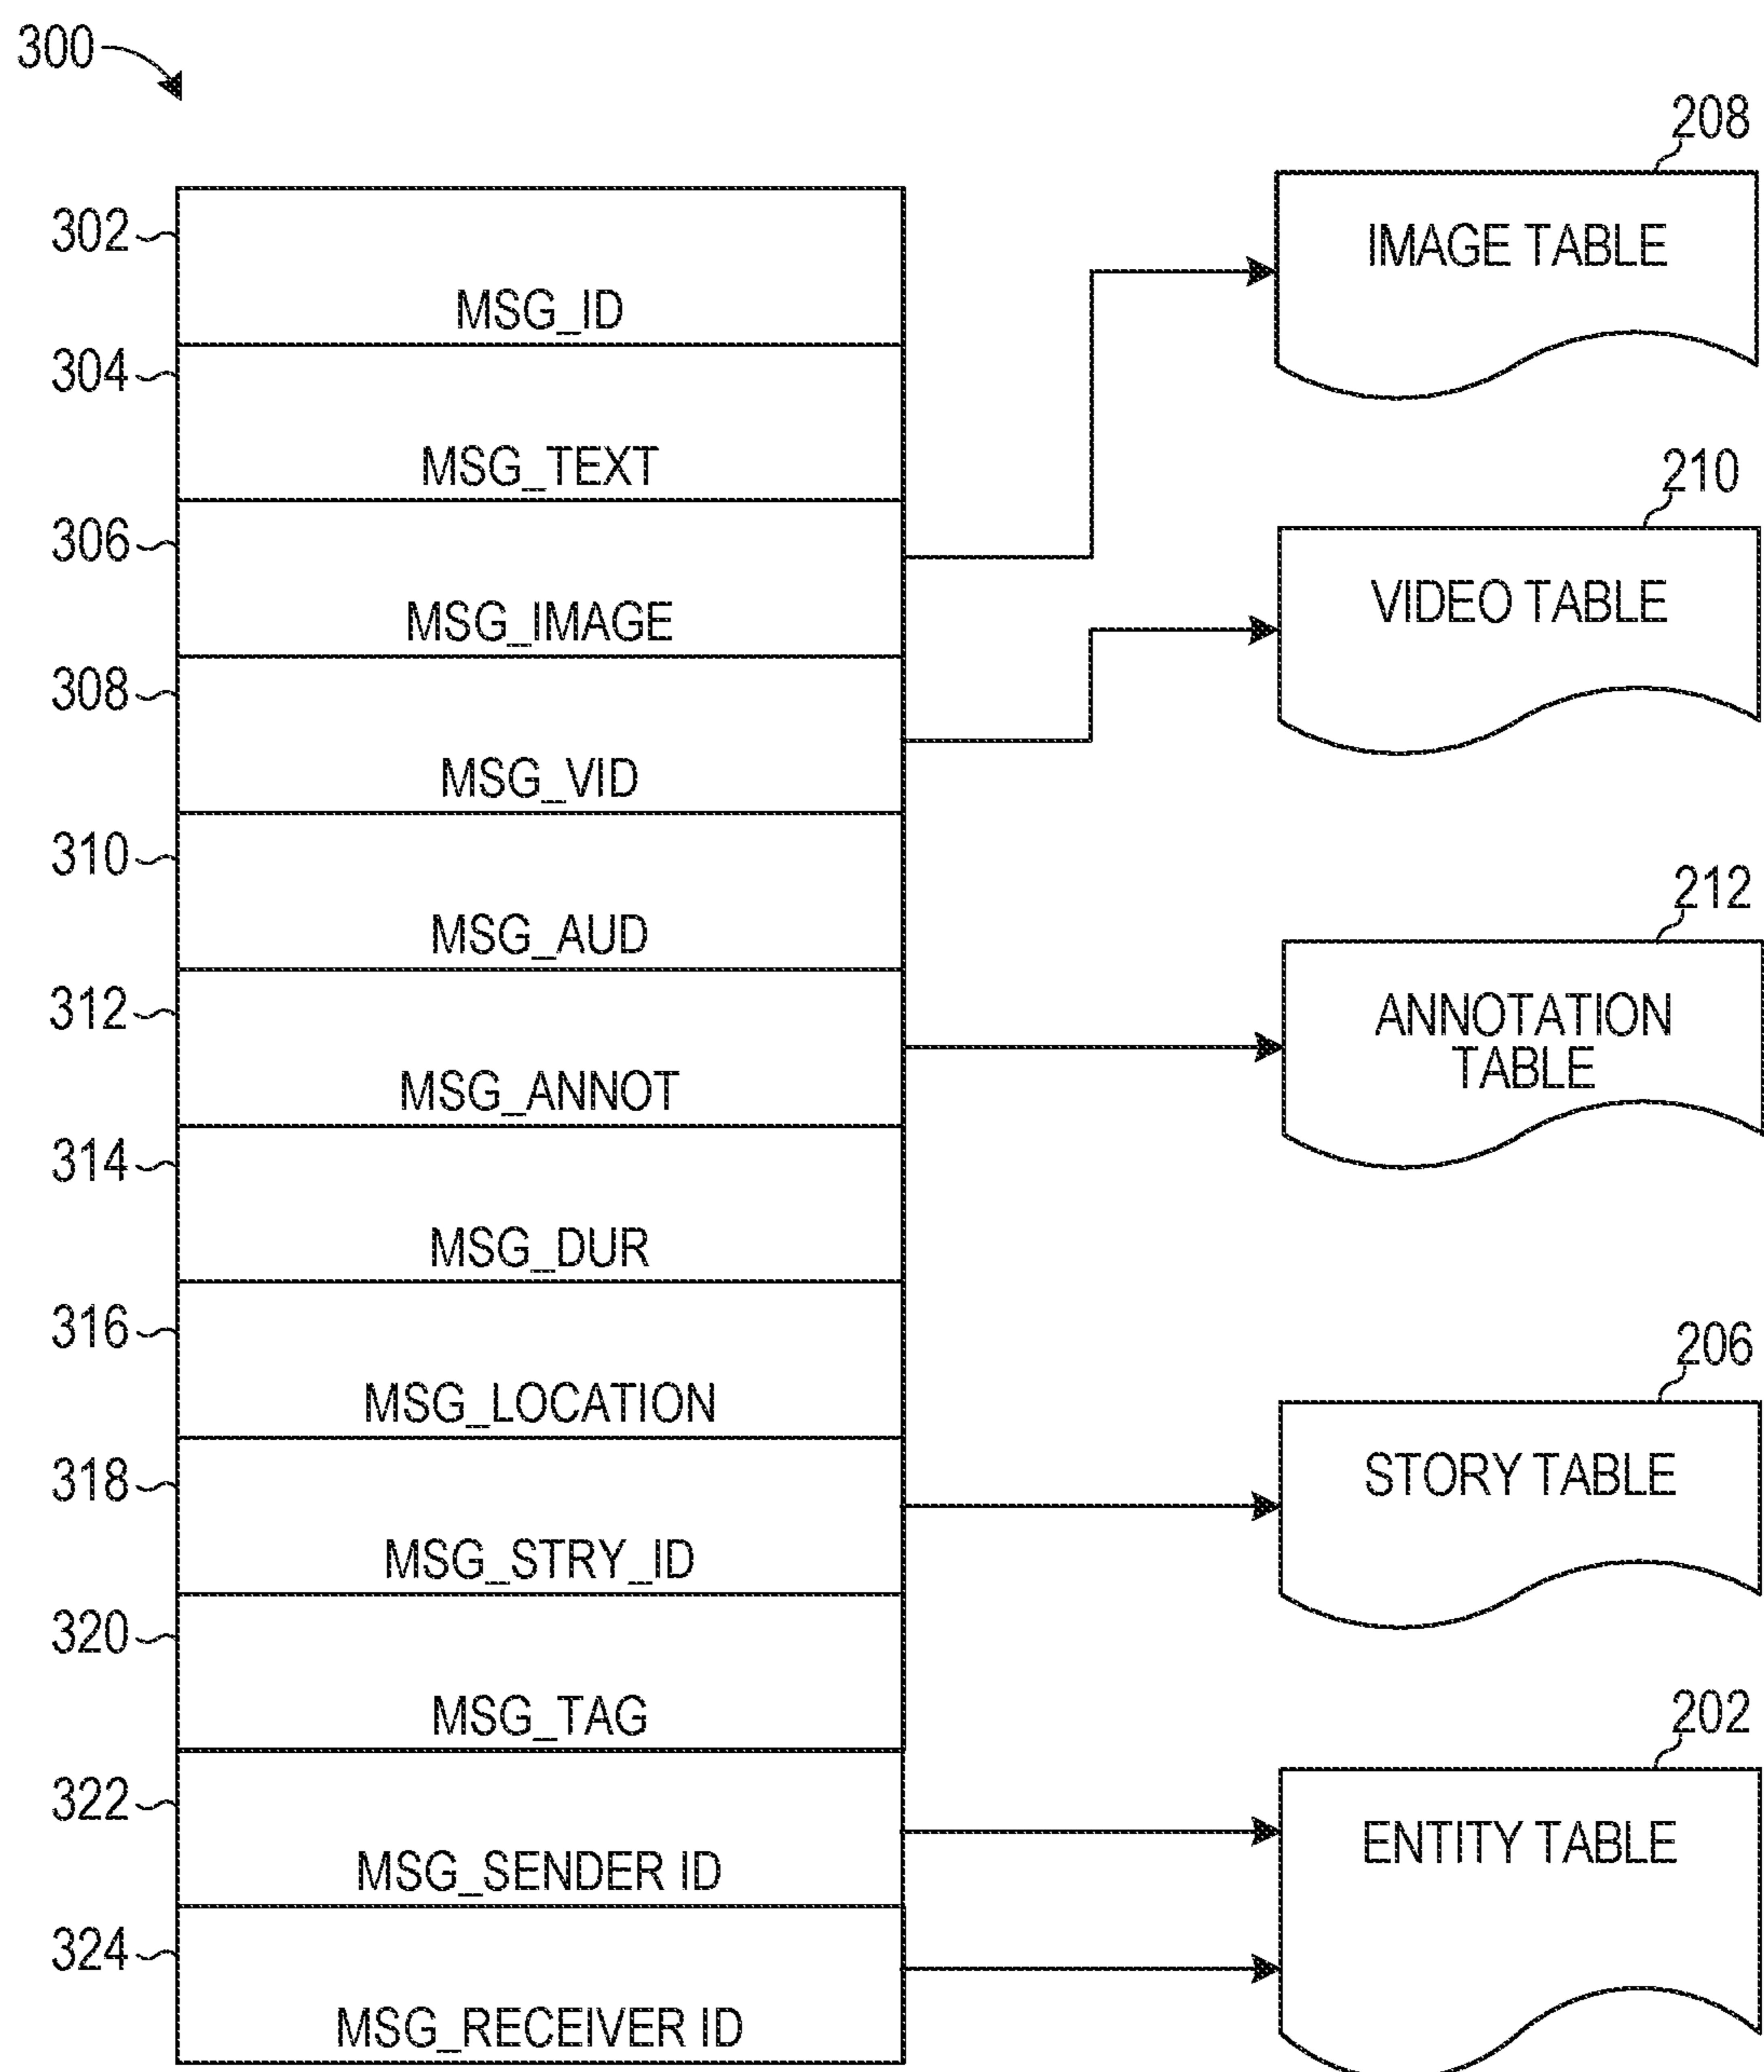 300
302
MSG_ID
304
MSG_TEXT
306
MSG_IMAGE
308
MSG_VID
310
MSG_AUD
312
MSG_ANNOT
314
MSG_DUR
316
MSG_LOCATION
318
MSG_STRY_ID
320
MSG_TAG
322
MSG_SENDER ID
324
MSG_RECEIVER ID
208
IMAGE TABLE
210
VIDEO TABLE
212
ANNOTATION
TABLE
206
STORY TABLE
202
ENTITY TABLE